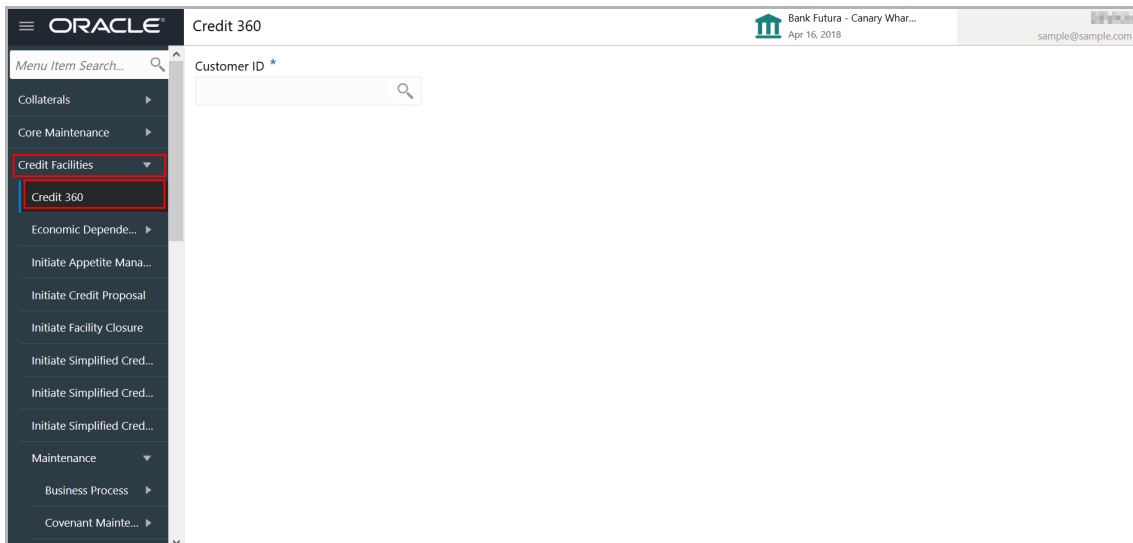 ORACLE®
Credit 360
Bank Futura - Canary Whar...
Apr 16, 2018
sample@sample.com
Menu Item Search...
Customer ID *
Collaterals
Core Maintenance
Credit Facilities
Credit 360
Economic Depende...
Initiate Appetite Mana...
Initiate Credit Proposal
Initiate Facility Closure
Initiate Simplified Cred...
Initiate Simplified Cred...
Initiate Simplified Cred...
Maintenance
Business Process
Covenant Mainte...